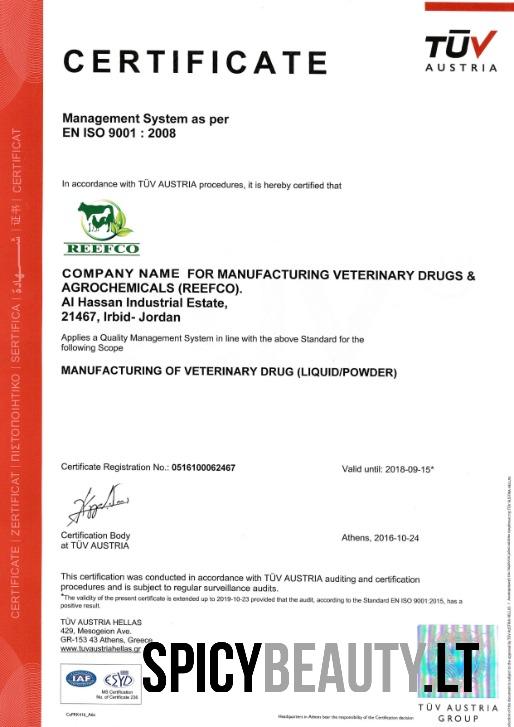 TÜV
AUSTRIA
CERTIFICATE
Management System as per
EN ISO 9001 : 2008
In accordance with TÜV AUSTRIA procedures, it is hereby certified that
REEFCO
COMPANY NAME FOR MANUFACTURING VETERINARY DRUGS &
AGROCHEMICALS (REEFCO).
Al Hassan Industrial Estate,
21467, Irbid- Jordan
Applies a Quality Management System in line with the above Standard for the
following Scope
MANUFACTURING OF VETERINARY DRUG (LIQUID/POWDER)
Certificate Registration No.: 0516100062467
Valid until: 2018-09-15*
Certification Body
at TÜV AUSTRIA
Athens, 2016-10-24
This certification was conducted in accordance with TÜV AUSTRIA auditing and certification
procedures and is subject to regular surveillance audits.
*The validity of the present certificate is extended up to 2019-10-23 provided that the audit, according to the Standard EN ISO 9001:2015, has a
positive result.
TÜV AUSTRIA HELLAS
429, Mesogeion Ave.
GR-153 43 Athens, Greece
www.tuvaustriahellas.gr
SPICYBEAUTY.LT
IAF
ΕΣΥΔ
MS Certification
No. of Certificate 236
TÜV AUSTRIA
GROUP
Headquarters in Athens bear the responsibility of the Certification decision
CERTIFICATE | ZERTIFICAT | ΠΙΣΤΟΠΟΙΗΤΙΚΟ | SERTIFICA | شهادة | 证书 | CERTIFICAT